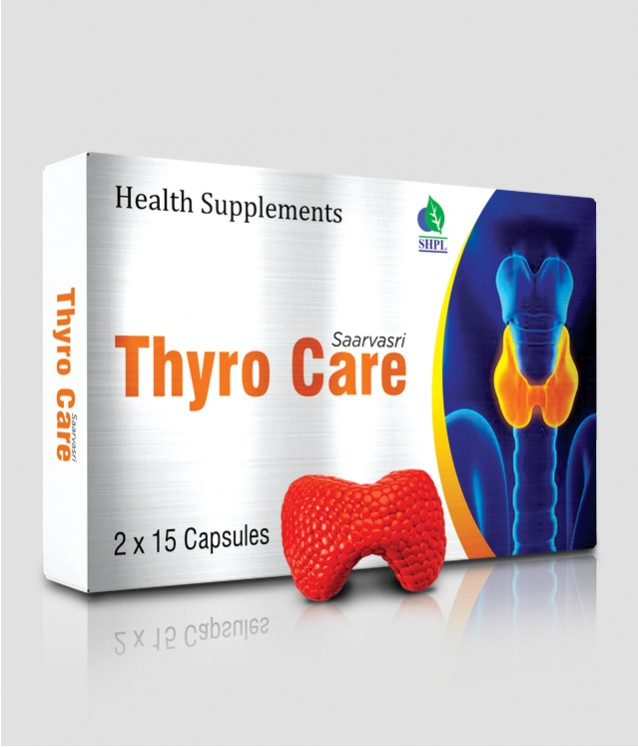 Health Supplements
SHPL
Saarvasri
Thyro Care
2 x 15 Capsules
Thyro Care
Saarvasri
2 x 15 Capsules